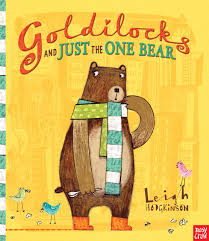 Goldilocks
AND JUST THE ONE BEAR
Leigh
HODGKINSON
nosy
crow